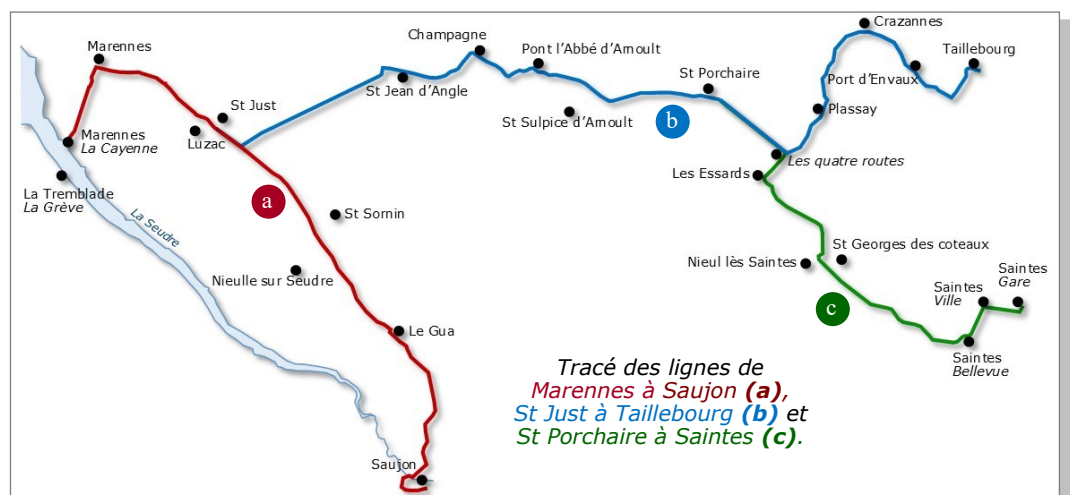 Crazannes
Champagne
Marennes
Pont l'Abbé d'Arnoult
Taillebourg
St Porchaire
Port d'Envaux
St Jean d'Angle
St Just
Plassay
St Sulpice d'Arnoult
b
Marennes
La Cayenne
Luzac
Les quatre routes
Les Essards
La Tremblade
La Grève
a
St Sornin
La Seudre
St Georges des coteaux
Nieul lès Saintes
Nieulle sur Seudre
Saintes
Gare
Saintes
Ville
c
Le Gua
Saintes
Bellevue
Tracé des lignes de
Marennes à Saujon (a),
St Just à Taillebourg (b) et
St Porchaire à Saintes (c).
Saujon